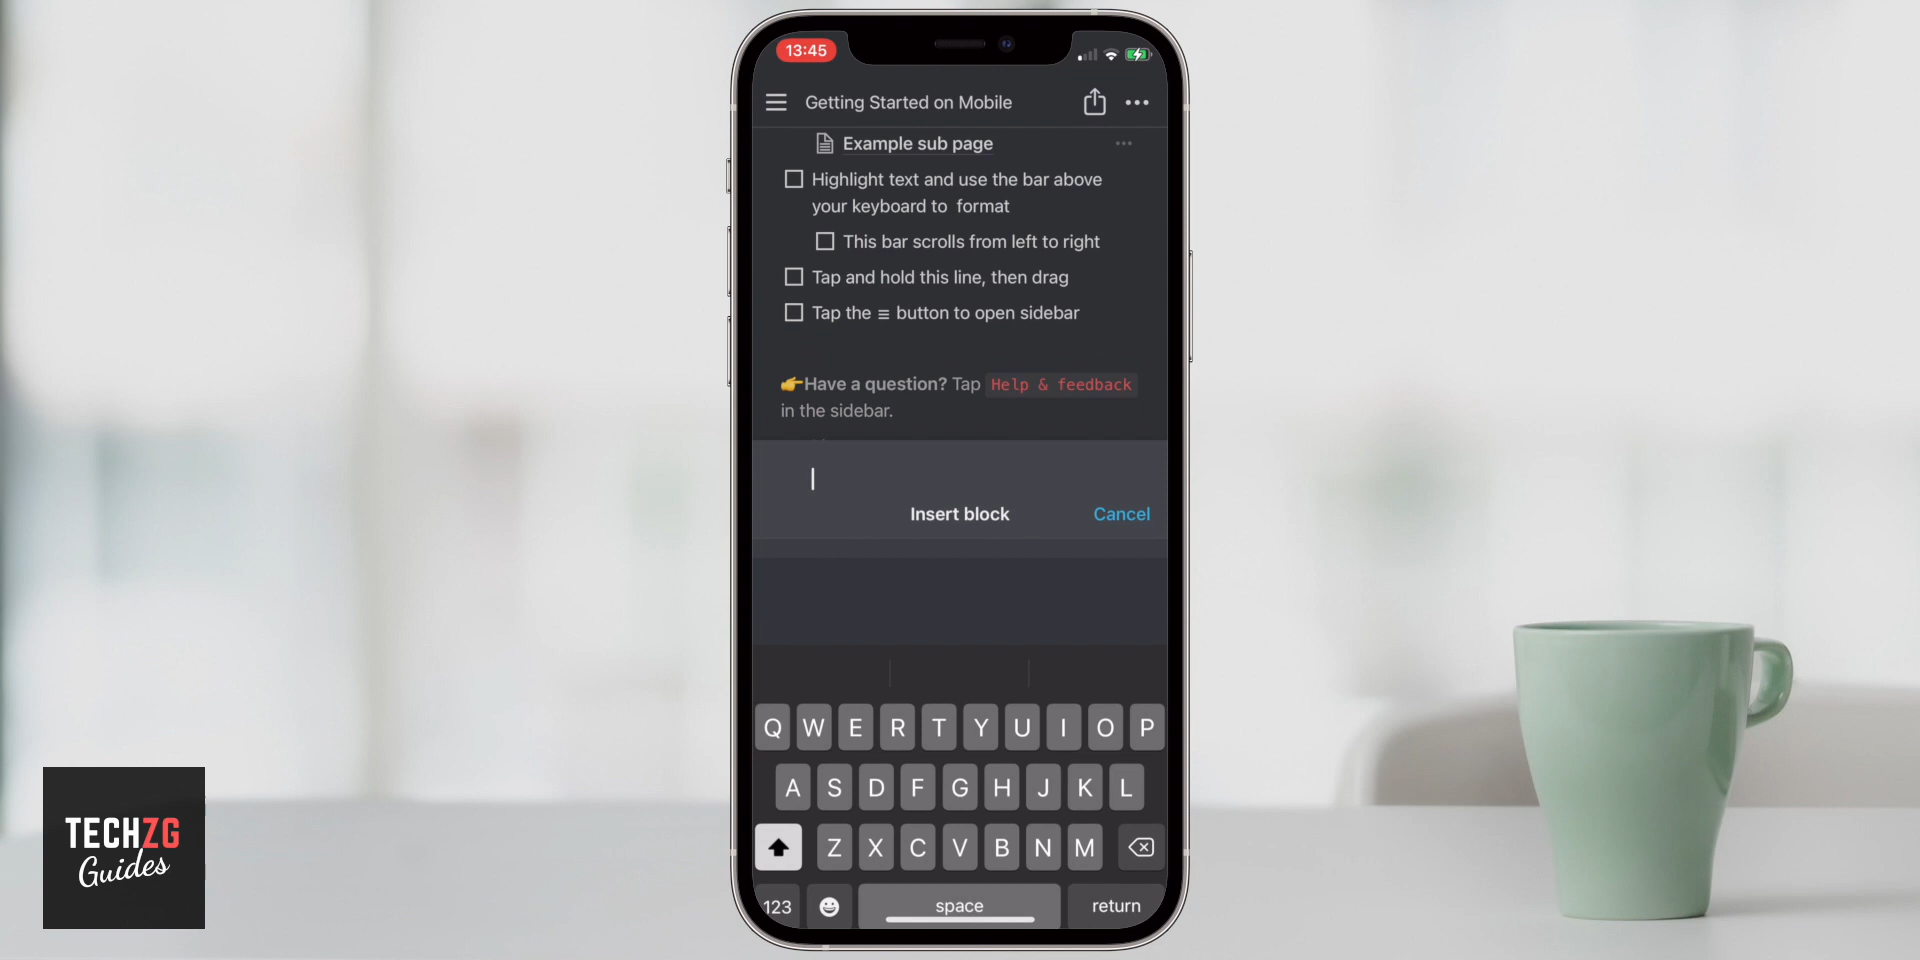 13:45
Getting Started on Mobile
Example sub page
Highlight text and use the bar above
your keyboard to format
This bar scrolls from left to right
Tap and hold this line, then drag
Tap the ≡ button to open sidebar
👉Have a question? Tap Help & feedback
in the sidebar.
Insert block
Cancel
Q W E R T Y U I O P
A S D F G H J K L
Z X C V B N M
123
space
return
TECHZG
Guides